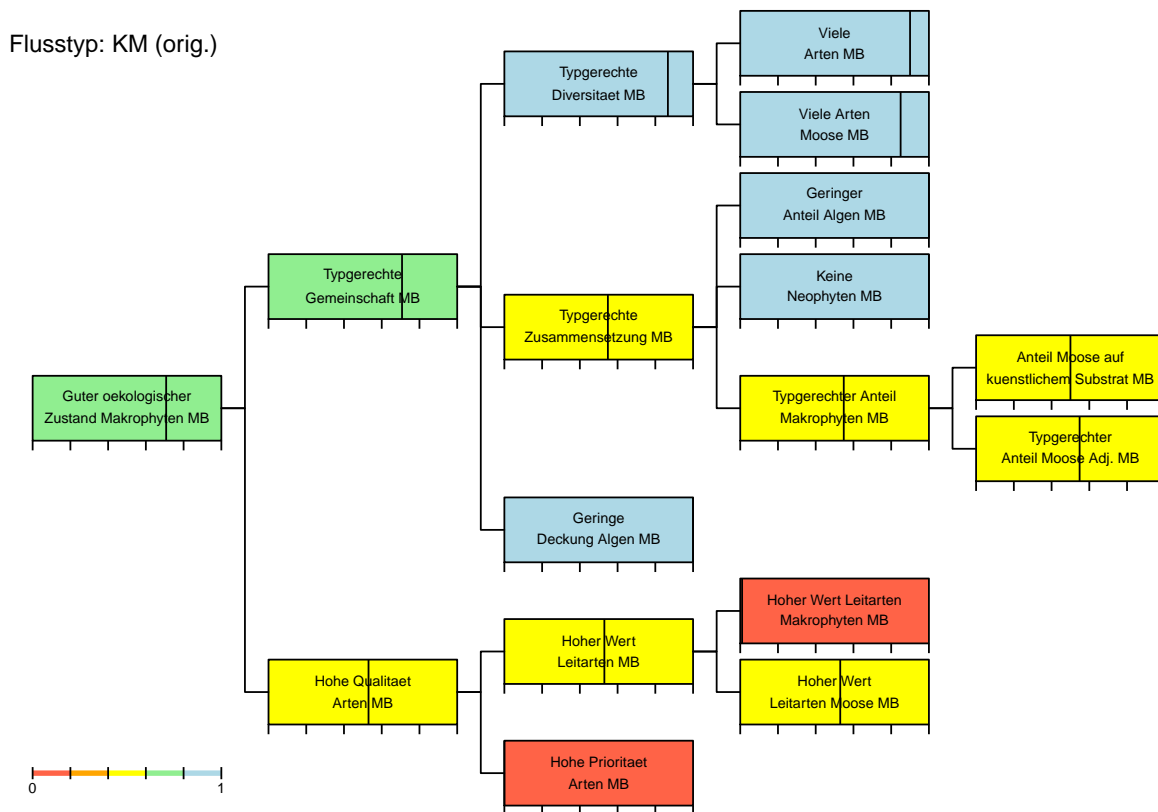 Flusstyp: KM (orig.)
Viele
Arten MB
Typgerechte
Diversitaet MB
Viele Arten
Moose MB
Geringer
Anteil Algen MB
Typgerechte
Gemeinschaft MB
Keine
Neophyten MB
Typgerechte
Zusammensetzung MB
Anteil Moose auf
kuenstlichem Substrat MB
Guter oekologischer
Zustand Makrophyten MB
Typgerechter Anteil
Makrophyten MB
Typgerechter
Anteil Moose Adj. MB
Geringe
Deckung Algen MB
Hoher Wert Leitarten
Makrophyten MB
Hoher Wert
Leitarten MB
Hohe Qualitaet
Arten MB
Hoher Wert
Leitarten Moose MB
Hohe Prioritaet
Arten MB
0 1